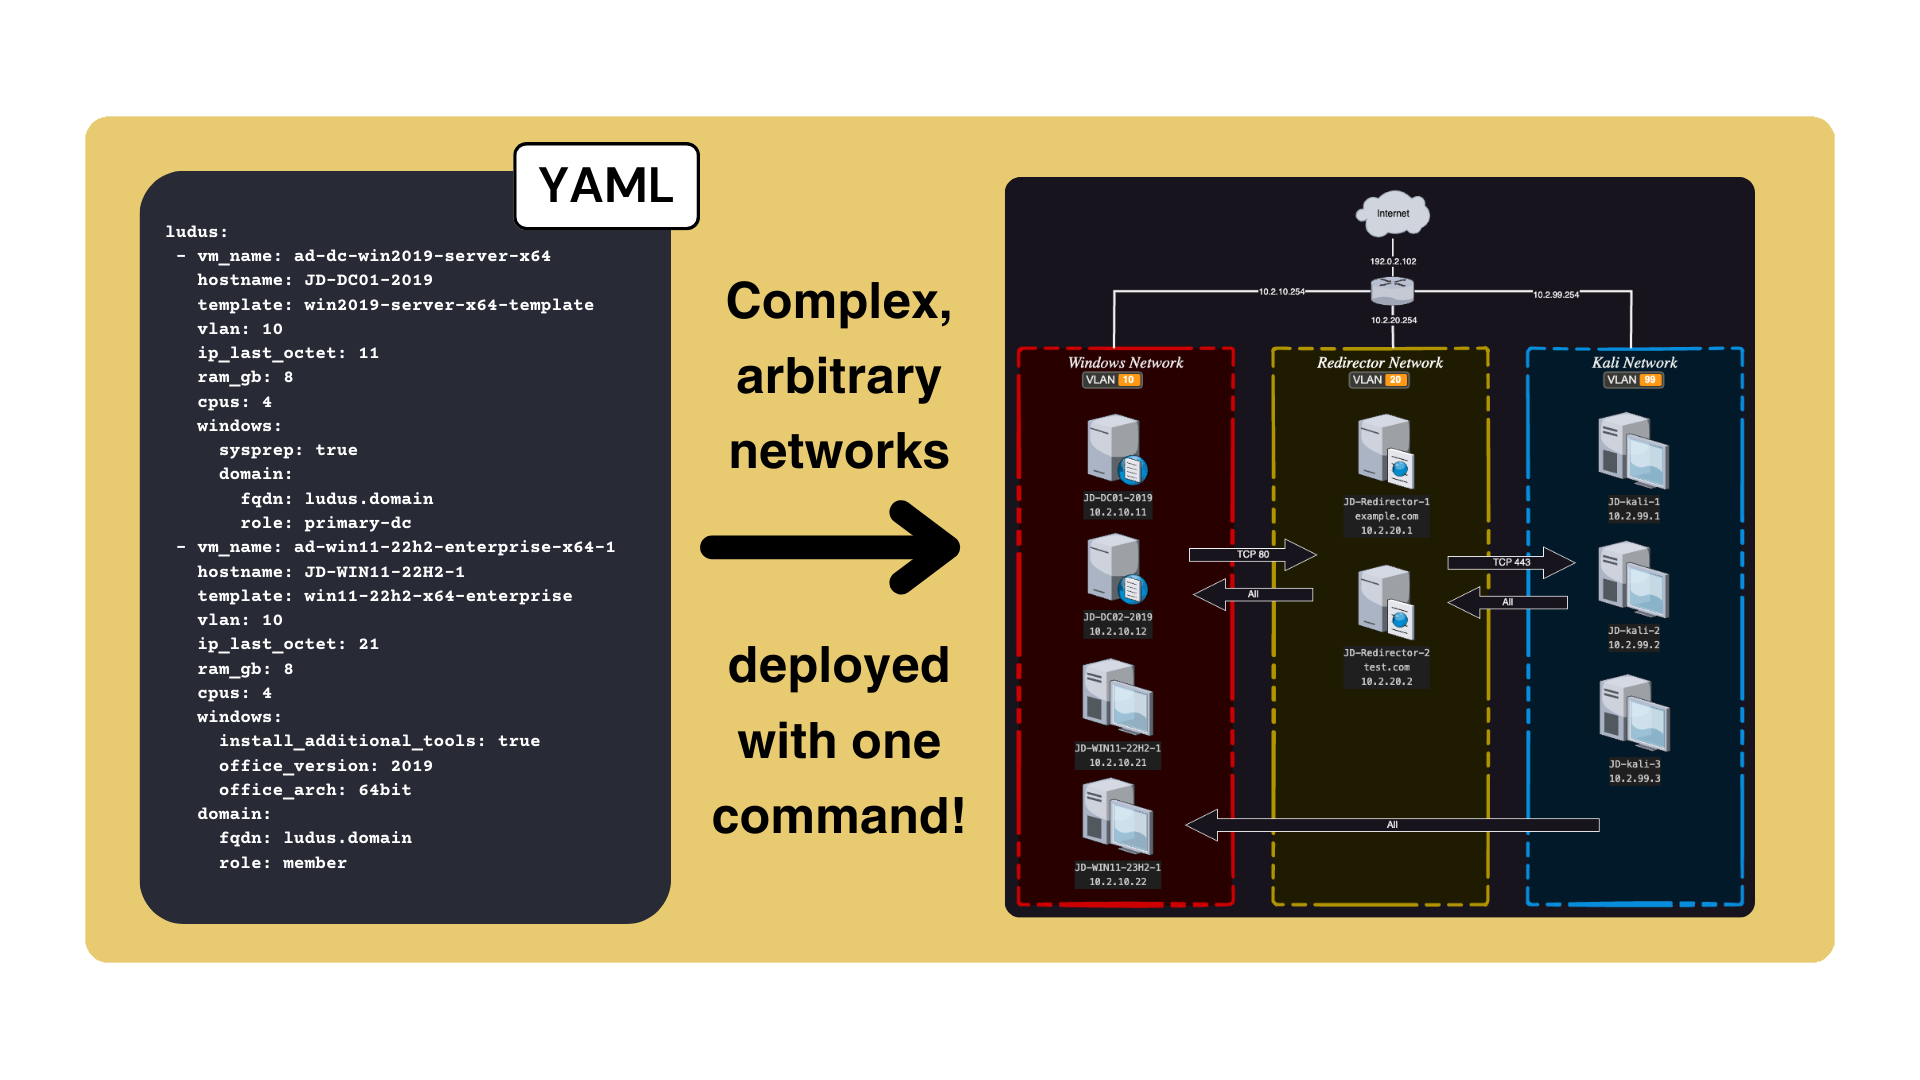 YAML
ludus:
- vm_name: ad-dc-win2019-server-x64
hostname: JD-DC01-2019
template: win2019-server-x64-template
vlan: 10
ip_last_octet: 11
ram_gb: 8
cpus: 4
windows:
sysprep: true
domain:
fqdn: ludus.domain
role: primary-dc
- vm_name: ad-win11-22h2-enterprise-x64-1
hostname: JD-WIN11-22H2-1
template: win11-22h2-x64-enterprise
vlan: 10
ip_last_octet: 21
ram_gb: 8
cpus: 4
windows:
install_additional_tools: true
office_version: 2019
office_arch: 64bit
domain:
fqdn: ludus.domain
role: member
Complex,
arbitrary
networks
deployed
with one
command!
Internet
192.0.2.102
10.2.10.254
10.2.99.254
10.2.20.254
Windows Network
VLAN 10
JD-DC01-2019
10.2.10.11
JD-DC02-2019
10.2.10.12
JD-WIN11-22H2-1
10.2.10.21
JD-WIN11-23H2-1
10.2.10.22
TCP 80
All
Redirector Network
VLAN 20
JD-Redirector-1
example.com
10.2.20.1
JD-Redirector-2
test.com
10.2.20.2
TCP 443
All
Kali Network
VLAN 99
JD-kali-1
10.2.99.1
JD-kali-2
10.2.99.2
JD-kali-3
10.2.99.3
All